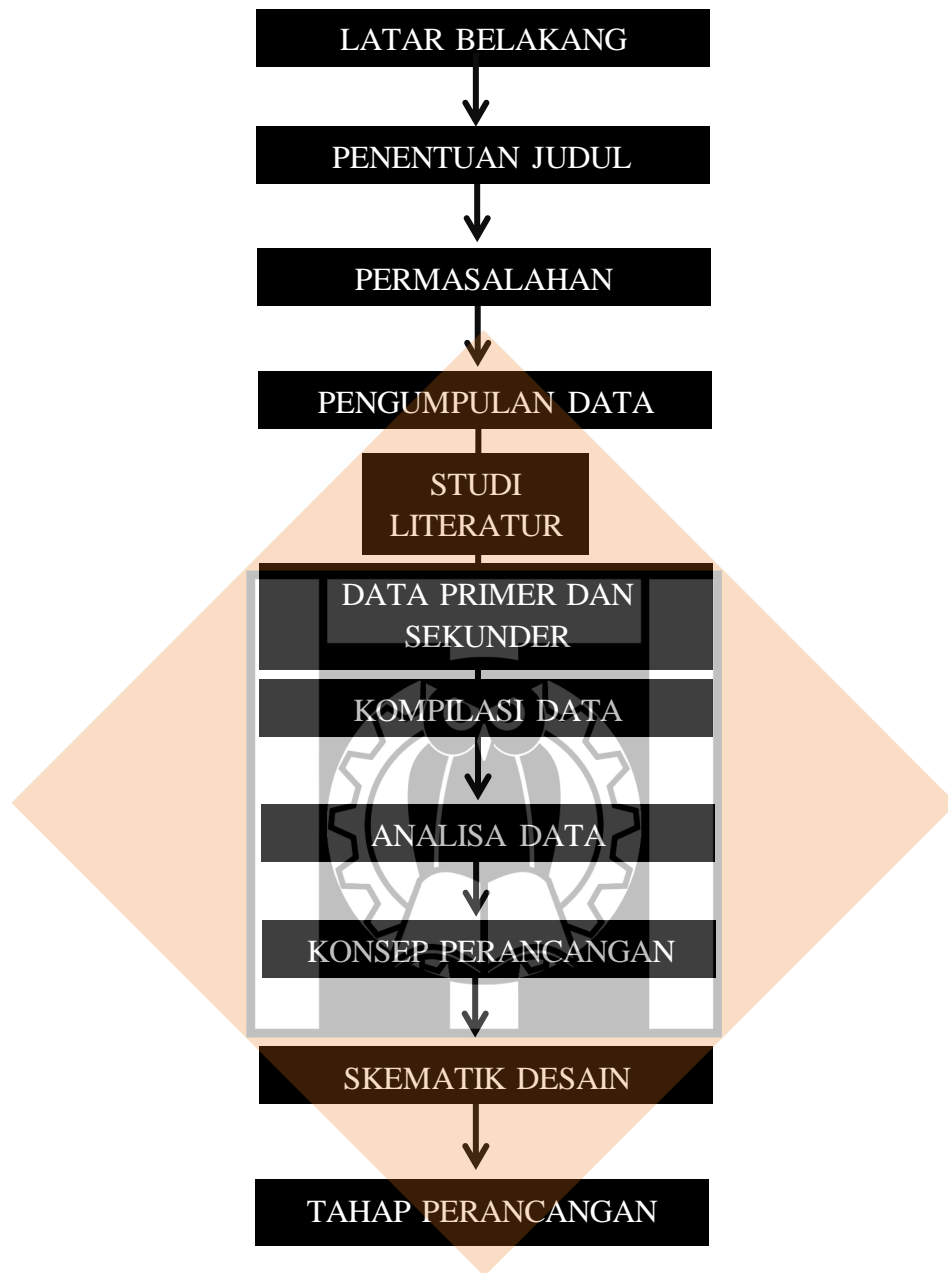 LATAR BELAKANG
PENENTUAN JUDUL
PERMASALAHAN
PENGUMPULAN DATA
STUDI
LITERATUR
DATA PRIMER DAN
SEKUNDER
KOMPILASI DATA
ANALISA DATA
KONSEP PERANCANGAN
SKEMATIK DESAIN
TAHAP PERANCANGAN